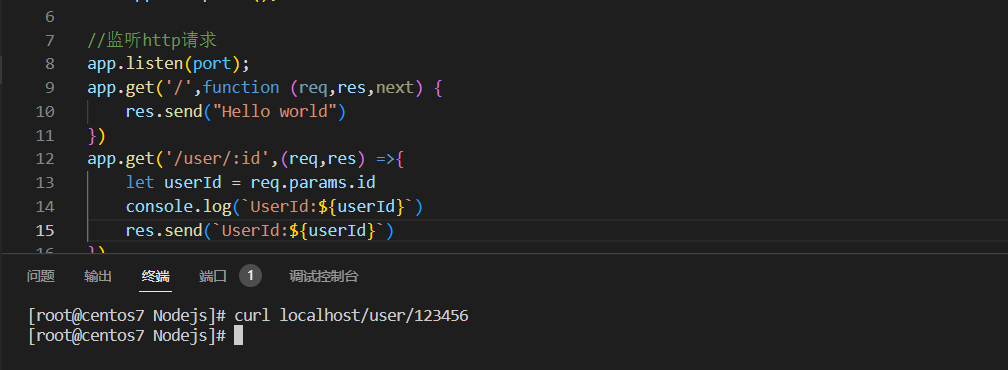 6
7 //监听http请求
8 app.listen(port);
9 app.get('/',function (req,res,next) {
10 res.send("Hello world")
11 })
12 app.get('/user/:id',(req,res) =>{
13 let userId = req.params.id
14 console.log(`UserId:${userId}`)
15 res.send(`UserId:${userId}`)
16 })
问题 输出 终端 端口 1 调试控制台
[root@centos7 Nodejs]# curl localhost/user/123456
[root@centos7 Nodejs]#